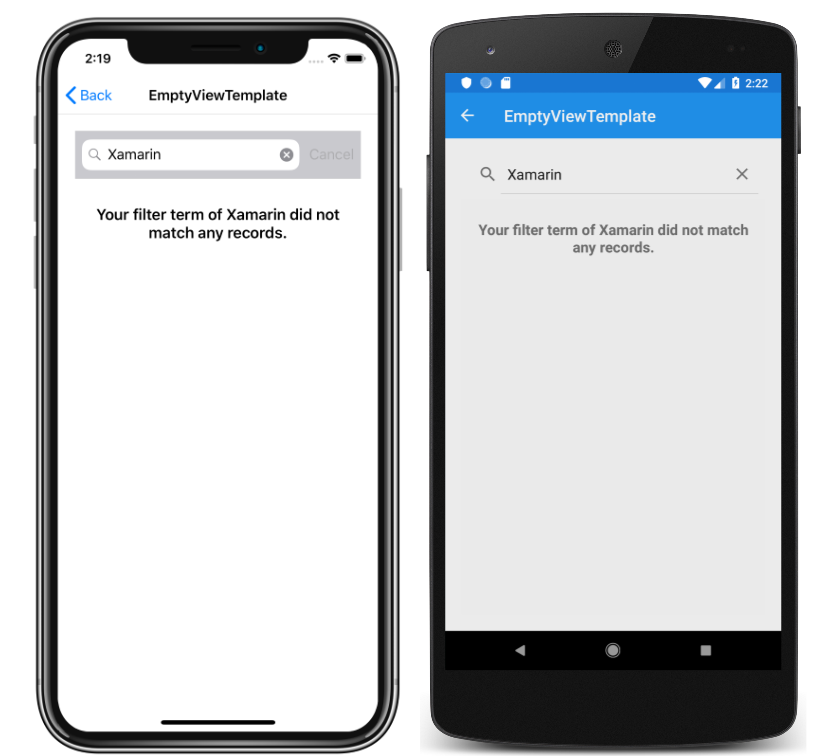 2:19
Back
EmptyViewTemplate
Xamarin
Cancel
Your filter term of Xamarin did not
match any records.
2:22
EmptyViewTemplate
Xamarin
Your filter term of Xamarin did not match
any records.